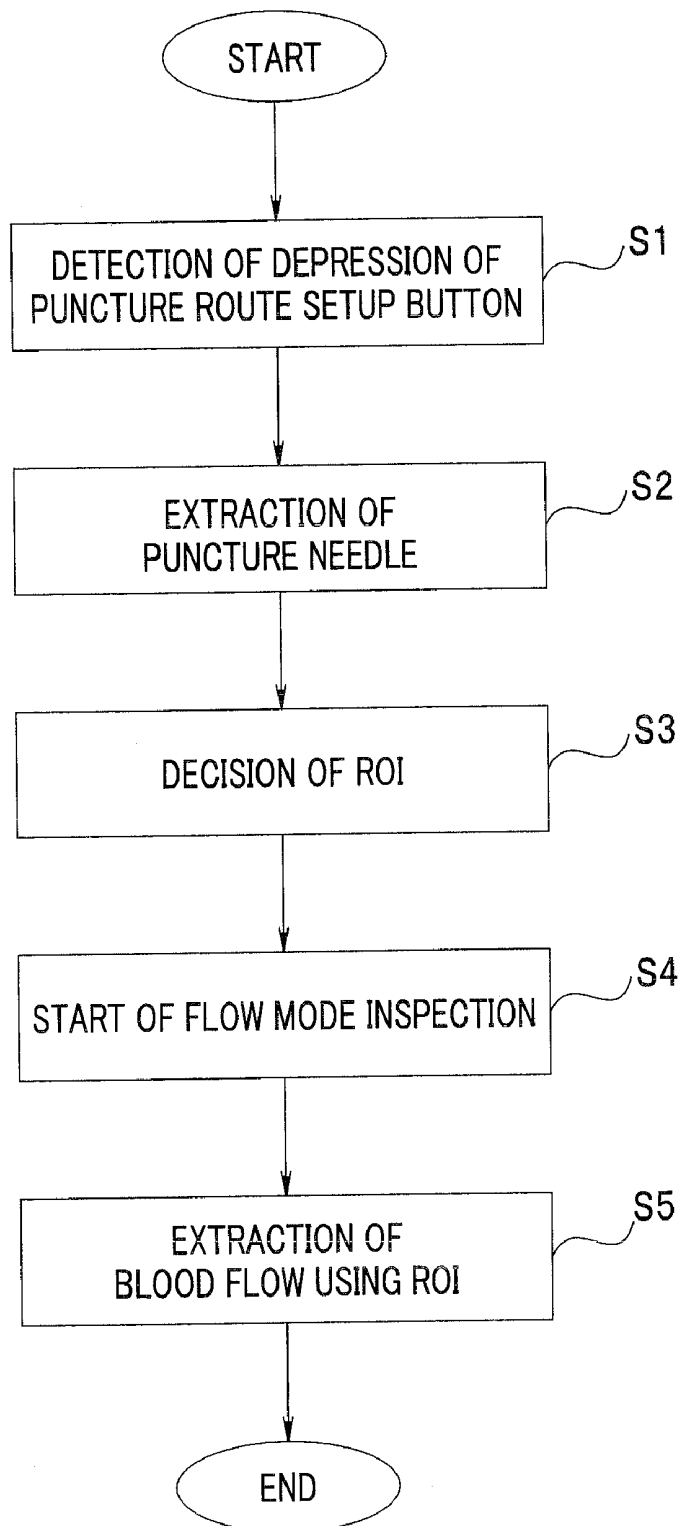 START
DETECTION OF DEPRESSION OF
PUNCTURE ROUTE SETUP BUTTON
S1
EXTRACTION OF
PUNCTURE NEEDLE
S2
DECISION OF ROI
S3
START OF FLOW MODE INSPECTION
S4
EXTRACTION OF
BLOOD FLOW USING ROI
S5
END